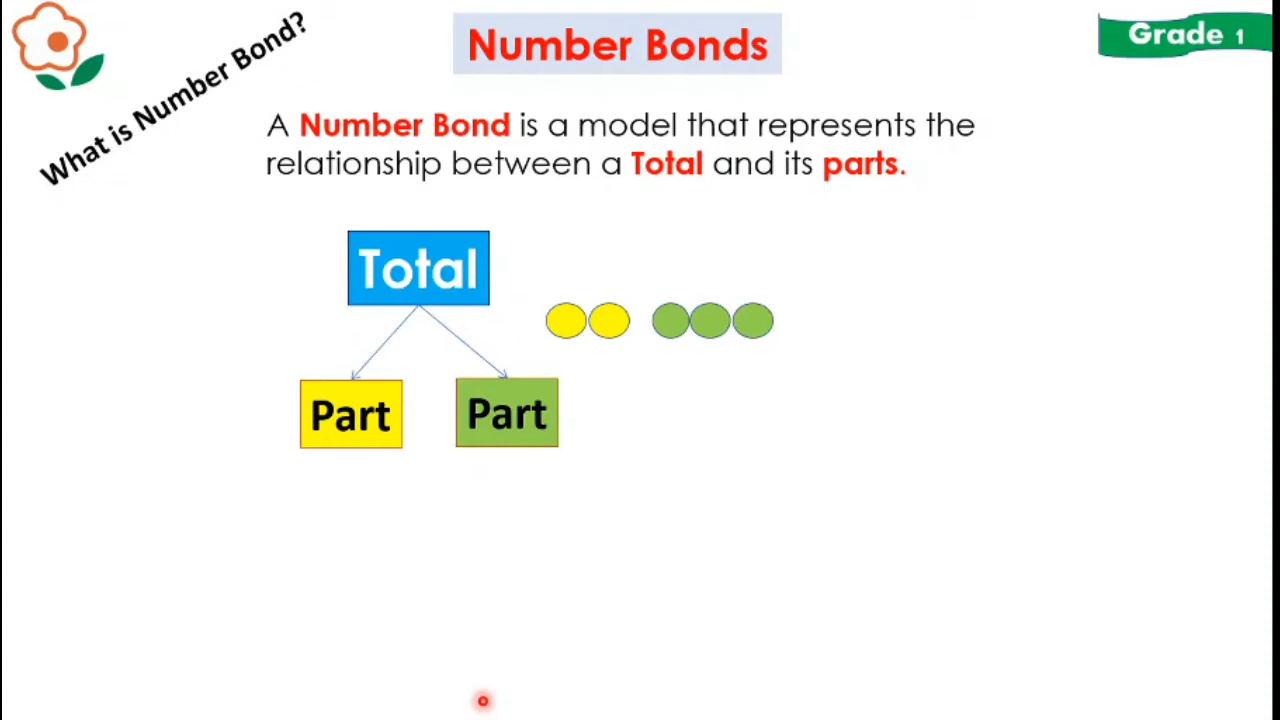 What is Number Bond?
Number Bonds
Grade 1
A Number Bond is a model that represents the
relationship between a Total and its parts.
Total
Part
Part